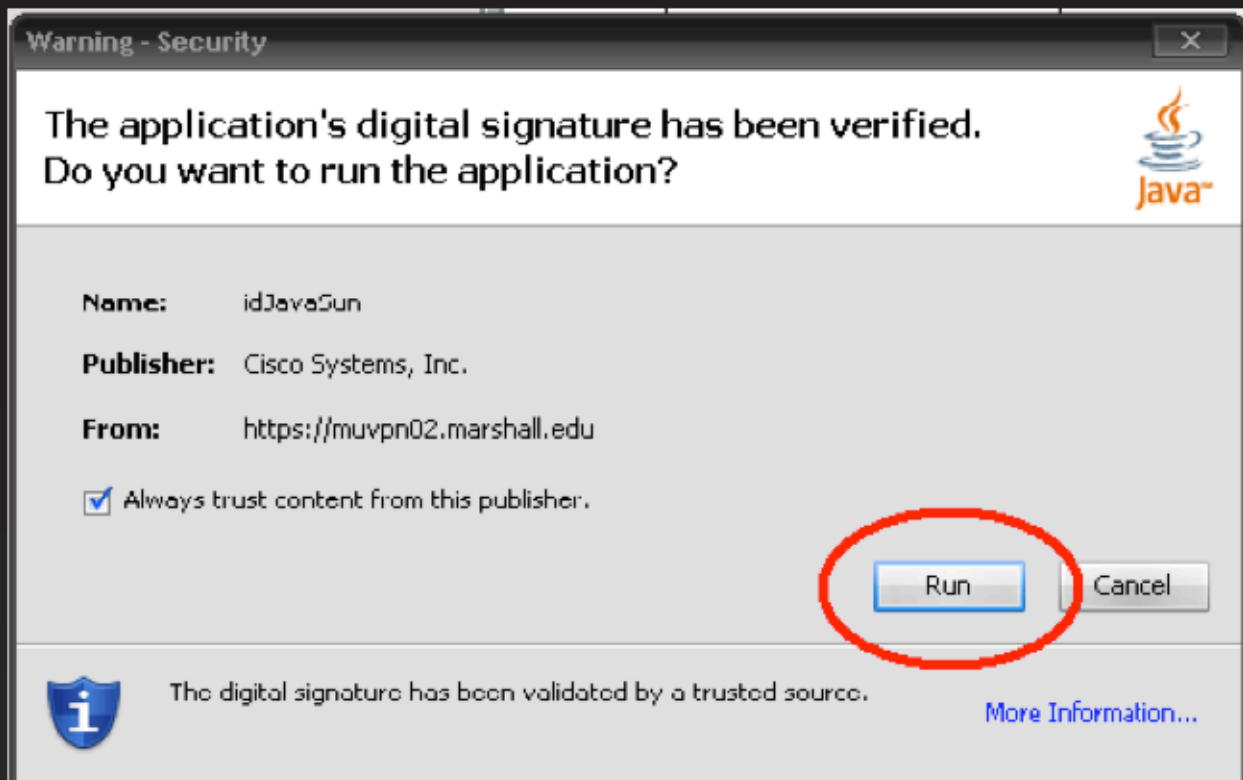 Warning - Security
The application's digital signature has been verified.
Do you want to run the application?
Java™
Name: idJavaSun
Publisher: Cisco Systems, Inc.
From: https://muvpn02.marshall.edu
Always trust content from this publisher.
Run Cancel
The digital signature has been validated by a trusted source.
More Information...